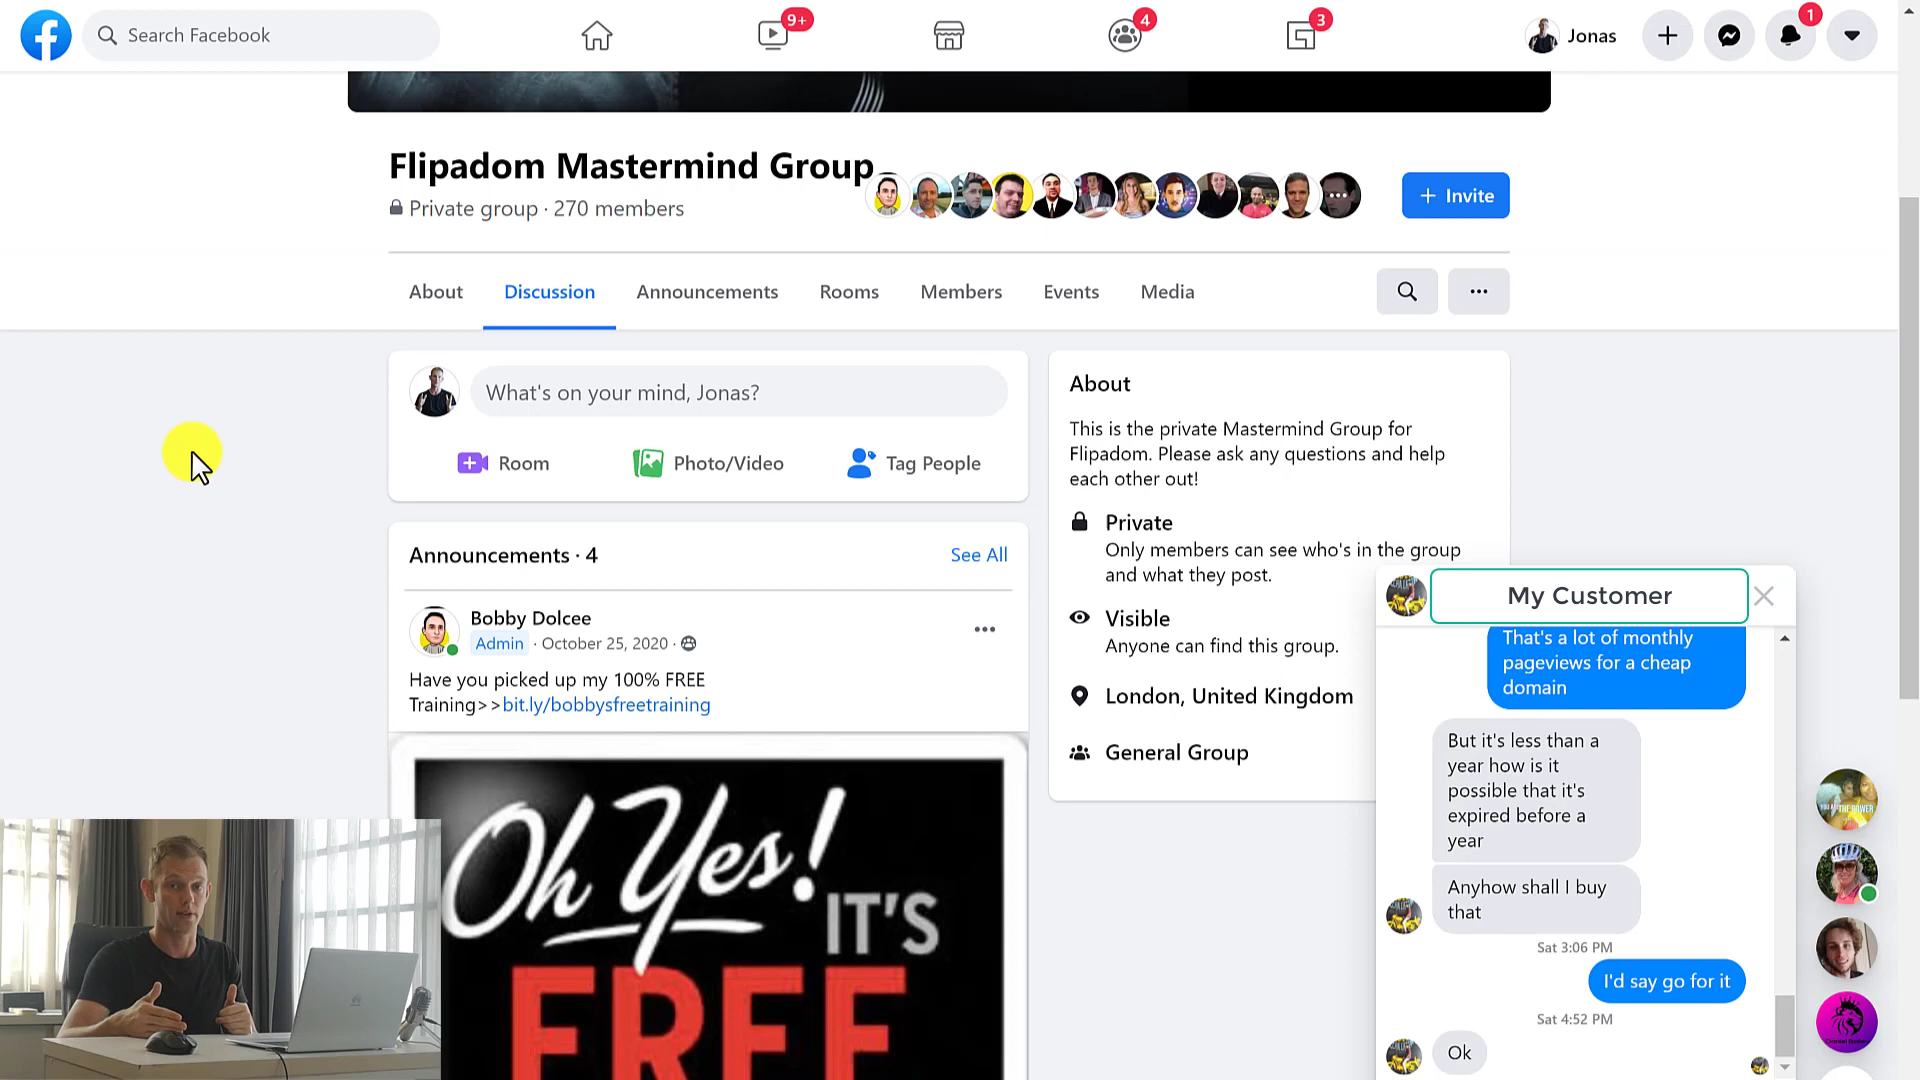 Search Facebook
9+
4
3
Jonas
1
Flipadom Mastermind Group
Private group · 270 members
+ Invite
About
Discussion
Announcements
Rooms
Members
Events
Media
What's on your mind, Jonas?
Room
Photo/Video
Tag People
About
This is the private Mastermind Group for
Flipadom. Please ask any questions and help
each other out!
Private
Only members can see who's in the group
and what they post.
Visible
Anyone can find this group.
London, United Kingdom
General Group
Announcements · 4
See All
Bobby Dolcee
Admin · October 25, 2020 ·
Have you picked up my 100% FREE
Training>>bit.ly/bobbysfreetraining
Oh Yes!
IT'S
FREE
My Customer
That's a lot of monthly
pageviews for a cheap
domain
But it's less than a
year how is it
possible that it's
expired before a
year
Anyhow shall I buy
that
Sat 3:06 PM
I'd say go for it
Sat 4:52 PM
Ok